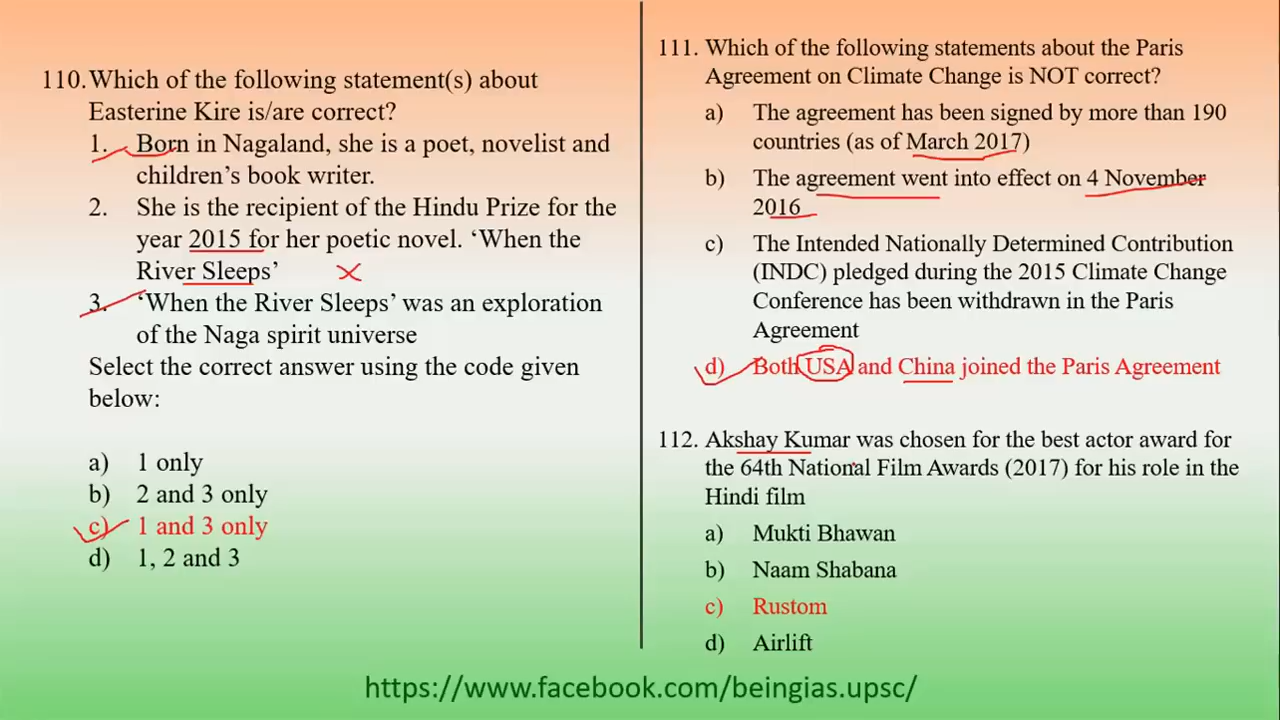 110. Which of the following statement(s) about
Easterine Kire is/are correct?
1. Born in Nagaland, she is a poet, novelist and
children's book writer.
2. She is the recipient of the Hindu Prize for the
year 2015 for her poetic novel. ‘When the
River Sleeps’
3. ‘When the River Sleeps’ was an exploration
of the Naga spirit universe
Select the correct answer using the code given
below:
a) 1 only
b) 2 and 3 only
c) 1 and 3 only
d) 1, 2 and 3
111. Which of the following statements about the Paris
Agreement on Climate Change is NOT correct?
a) The agreement has been signed by more than 190
countries (as of March 2017)
b) The agreement went into effect on 4 November
2016
c) The Intended Nationally Determined Contribution
(INDC) pledged during the 2015 Climate Change
Conference has been withdrawn in the Paris
Agreement
d) Both USA and China joined the Paris Agreement
112. Akshay Kumar was chosen for the best actor award for
the 64th National Film Awards (2017) for his role in the
Hindi film
a) Mukti Bhawan
b) Naam Shabana
c) Rustom
d) Airlift
https://www.facebook.com/beingias.upsc/